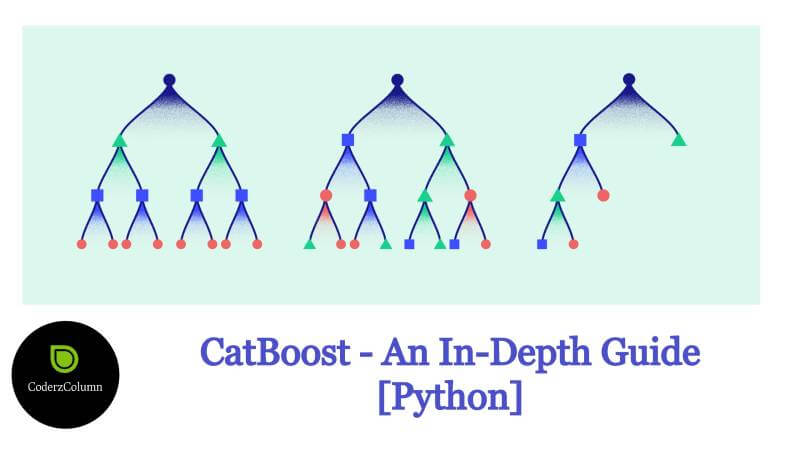 CoderzColumn
CatBoost - An In-Depth Guide
[Python]